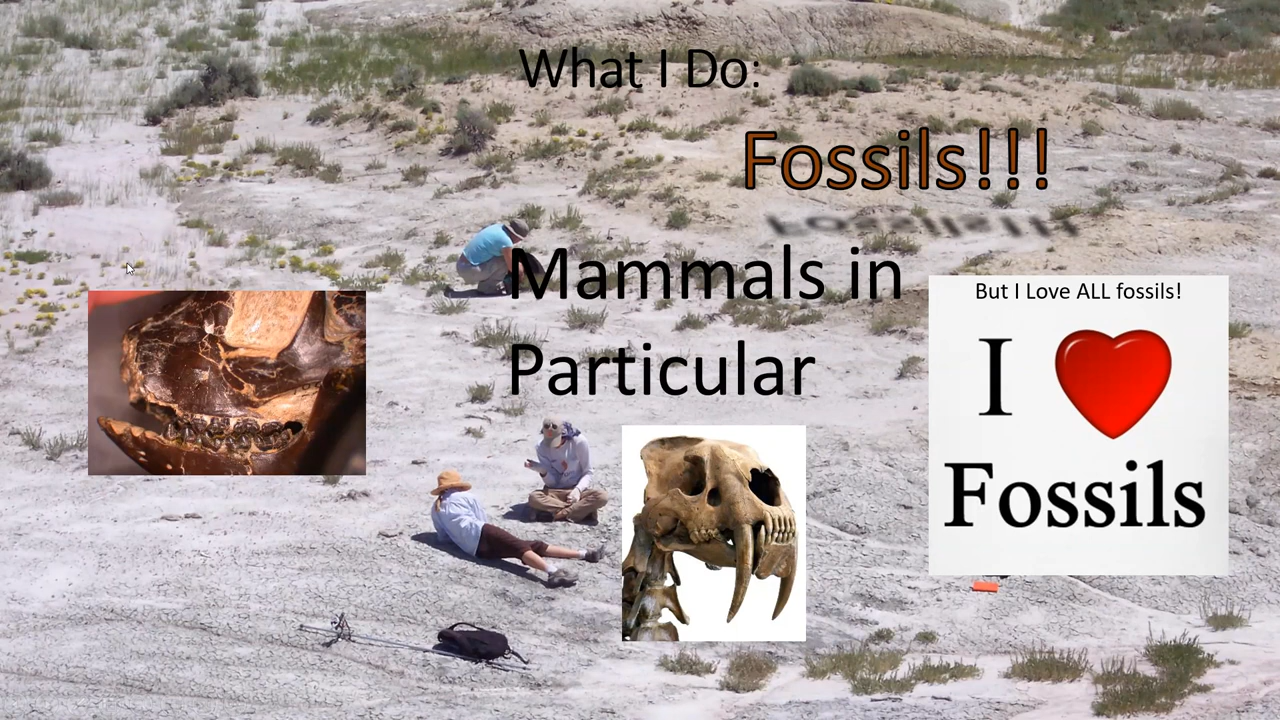 What I Do:
Fossils!!!
Mammals in
Particular
But I Love ALL fossils!
I ❤
Fossils